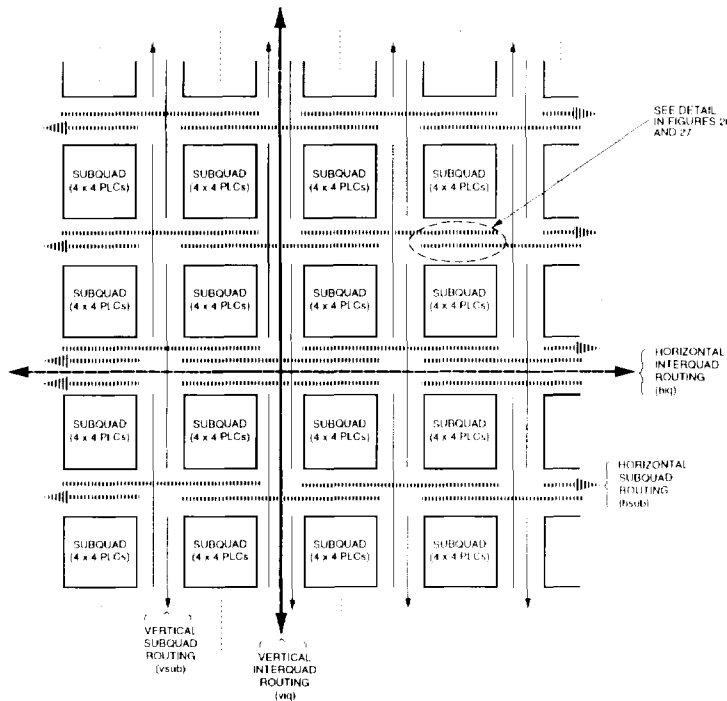 SEE DETAIL
IN FIGURES 26
AND 27
SUBQUAD
(4 x 4 PLCs)
SUBQUAD
(4 x 4 PLCs)
SUBQUAD
(4 x 4 PLCs)
SUBQUAD
(4 x 4 PLCs)
SUBQUAD
(4 x 4 PLCs)
SUBQUAD
(4 x 4 PLCs)
SUBQUAD
(4 x 4 PLCs)
SUBQUAD
(4 x 4 PLCs)
HORIZONTAL
INTERQUAD
ROUTING
(hiq)
SUBQUAD
(4 x 4 PLCs)
SUBQUAD
(4 x 4 PLCs)
SUBQUAD
(4 x 4 PLCs)
SUBQUAD
(4 x 4 PLCs)
HORIZONTAL
SUBQUAD
ROUTING
(hsub)
SUBQUAD
(4 x 4 PLCs)
SUBQUAD
(4 x 4 PLCs
SUBQUAD
(4 x 4 PLCs)
SUBQUAD
(4 x 4 PLCs)
VERTICAL
SUBQUAD
ROUTING
(vsub)
VERTICAL
INTERQUAD
ROUTING
(viq)